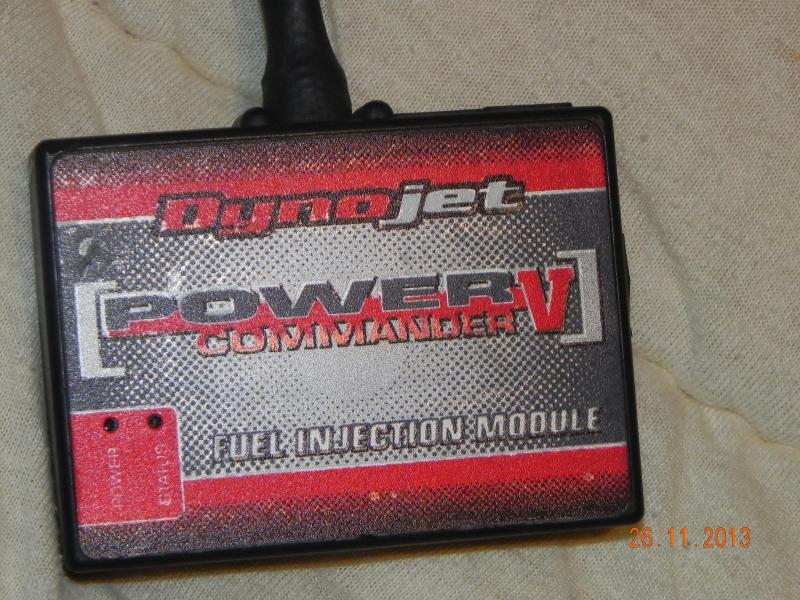 Dynojet
POWER V
COMMANDER
FUEL INJECTION MODULE
POWER
STATUS
26.11.2013